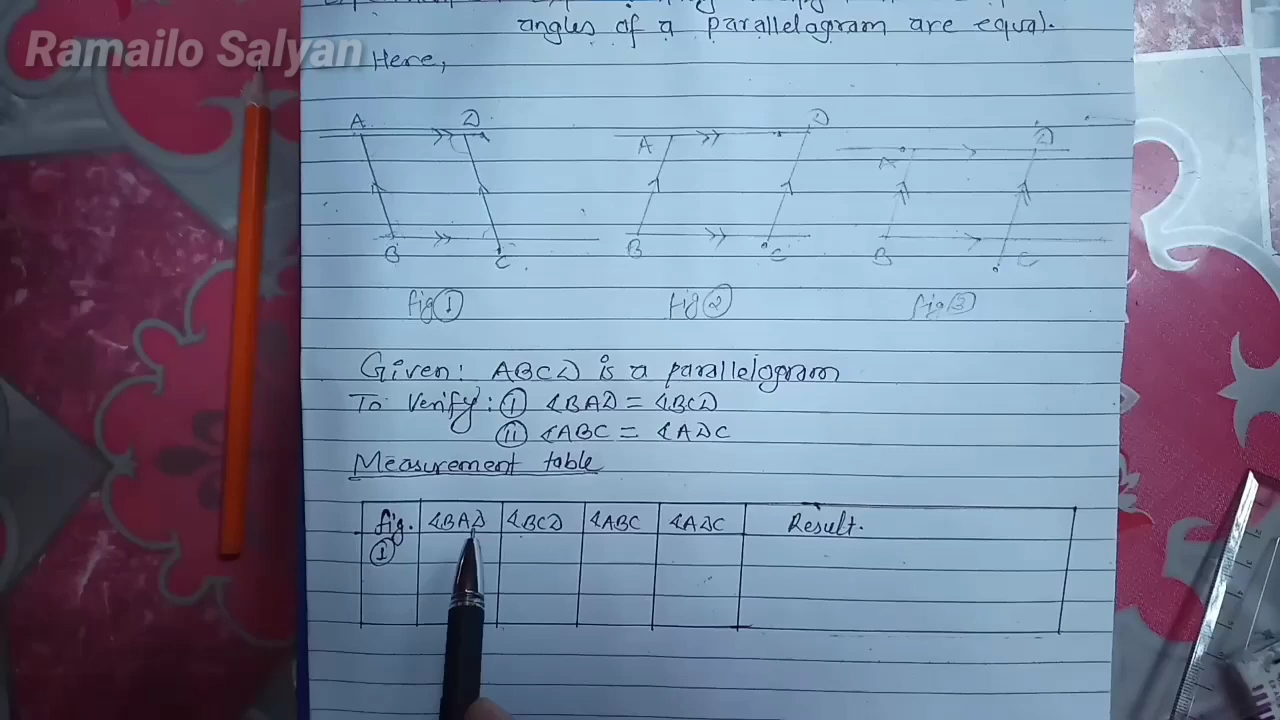 angles of a parallelogram are equal.
Ramailo Salyan
Here,
A D A D A D
B C B C B C
fig ① fig ② fig ③
Given: ABCD is a parallelogram
To Verify: Ⓘ ∡BAD = ∡BCD
ⓘⓘ ∡ABC = ∡ADC
Measurement table
fig. ∡BAD ∡BCD ∡ABC ∡ADC Result.
①